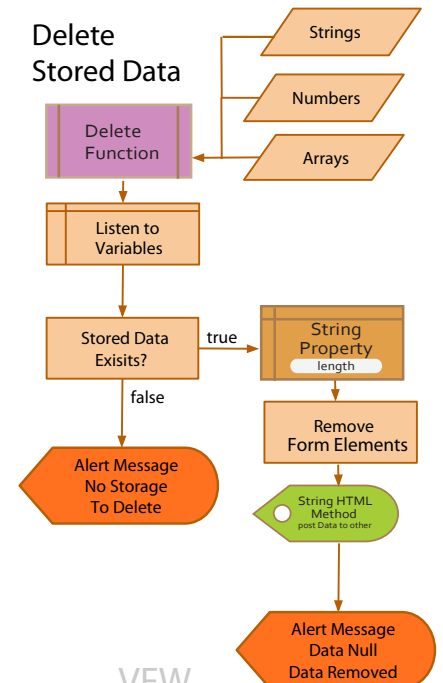 Delete
Stored Data
Strings
Numbers
Arrays
Delete
Function
Listen to
Variables
Stored Data
Exisits?
true
false
String
Property
length
Remove
Form Elements
Alert Message
No Storage
To Delete
String HTML
Method
post Data to other
Alert Message
Data Null
Data Removed
VFW